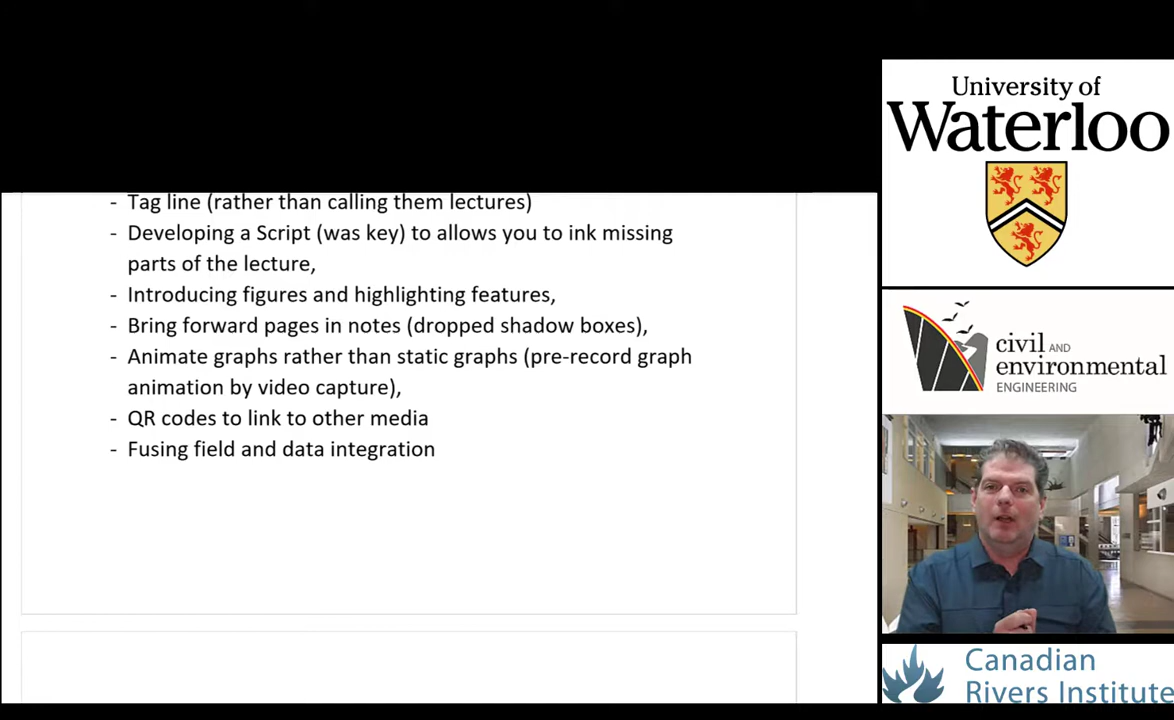 - Tag line (rather than calling them lectures)
- Developing a Script (was key) to allows you to ink missing
parts of the lecture,
- Introducing figures and highlighting features,
- Bring forward pages in notes (dropped shadow boxes),
- Animate graphs rather than static graphs (pre-record graph
animation by video capture),
- QR codes to link to other media
- Fusing field and data integration
University of
Waterloo
civil AND
environmental
ENGINEERING
Canadian
Rivers Institute